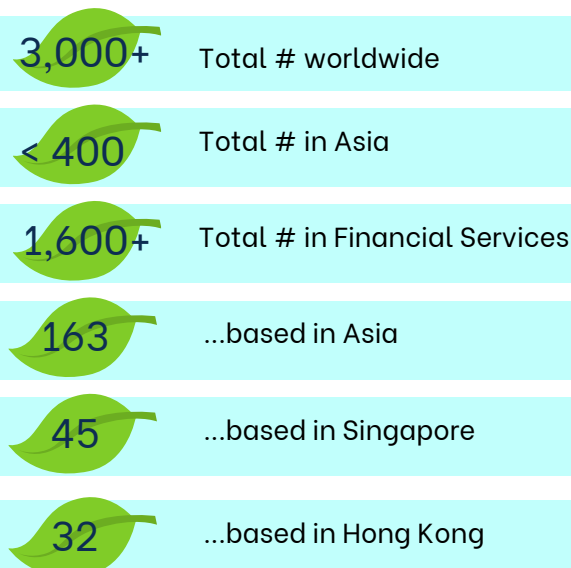 3,000+ Total # worldwide
< 400 Total # in Asia
1,600+ Total # in Financial Services
163 ...based in Asia
45 ...based in Singapore
32 ...based in Hong Kong